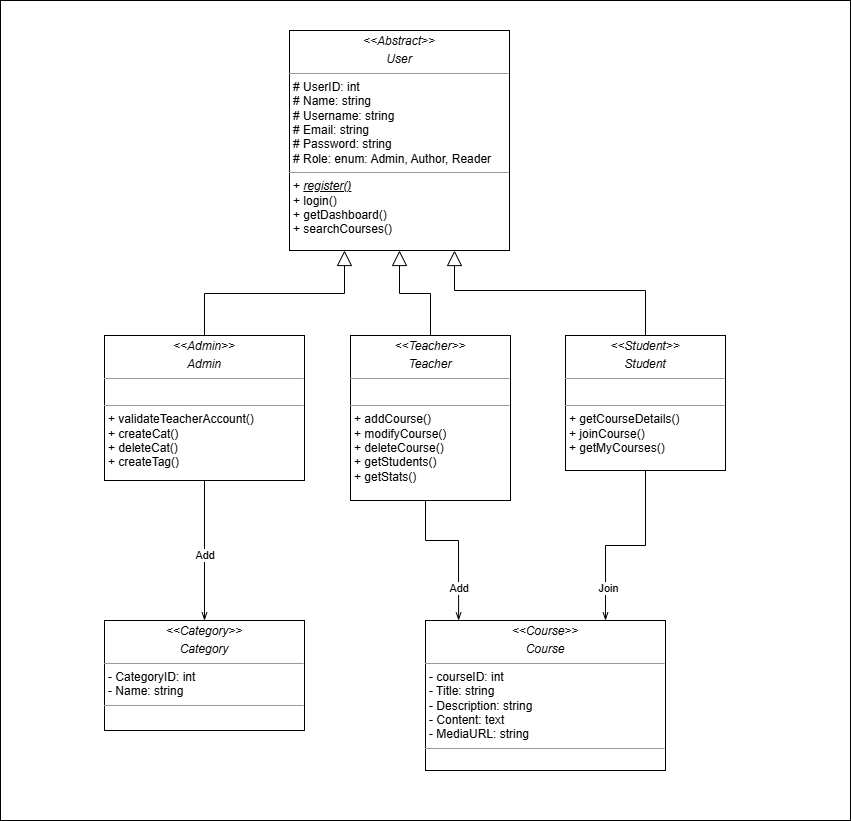 <<Abstract>>
User
# UserID: int
# Name: string
# Username: string
# Email: string
# Password: string
# Role: enum: Admin, Author, Reader
+ register()
+ login()
+ getDashboard()
+ searchCourses()
<<Admin>>
Admin
+ validateTeacherAccount()
+ createCat()
+ deleteCat()
+ createTag()
<<Teacher>>
Teacher
+ addCourse()
+ modifyCourse()
+ deleteCourse()
+ getStudents()
+ getStats()
<<Student>>
Student
+ getCourseDetails()
+ joinCourse()
+ getMyCourses()
Add
Add
Join
<<Category>>
Category
- CategoryID: int
- Name: string
<<Course>>
Course
- courseID: int
- Title: string
- Description: string
- Content: text
- MediaURL: string